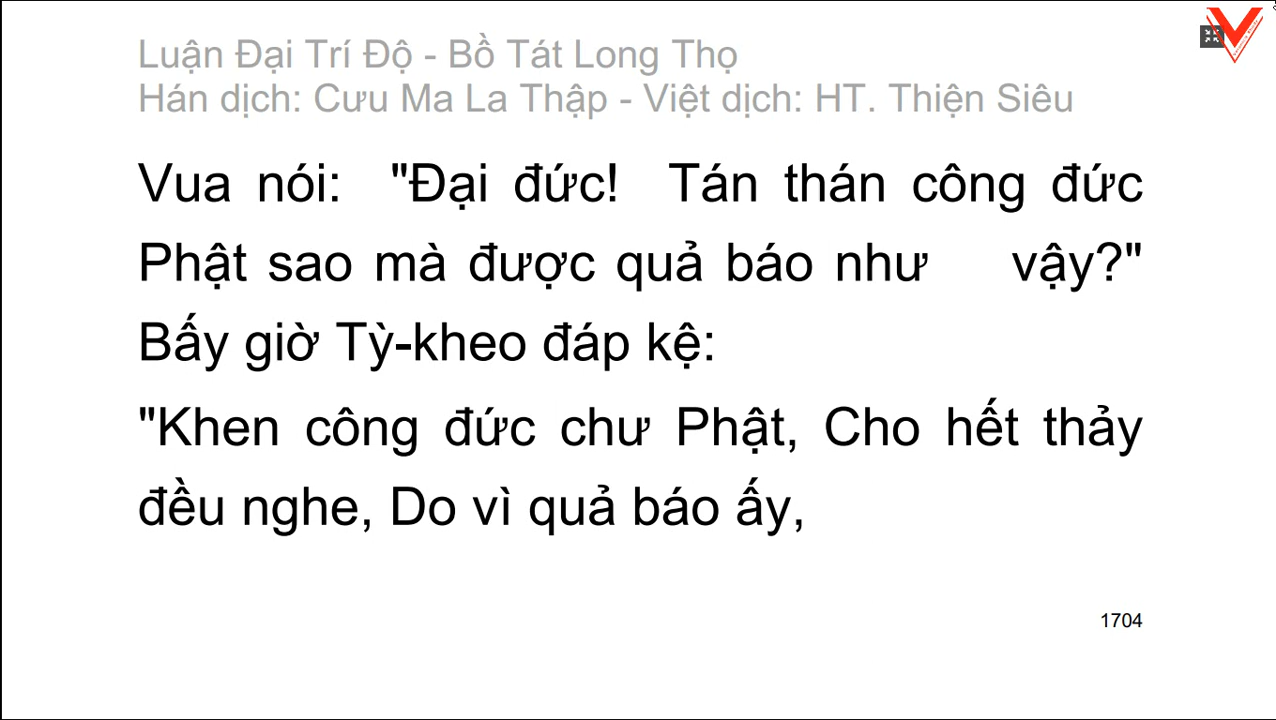 Luận Đại Trí Độ - Bồ Tát Long Thọ
Hán dịch: Cưu Ma La Thập - Việt dịch: HT. Thiện Siêu
Vua nói: "Đại đức! Tán thán công đức
Phật sao mà được quả báo như vậy?"
Bấy giờ Tỳ-kheo đáp kệ:
"Khen công đức chư Phật, Cho hết thảy
đều nghe, Do vì quả báo ấy,
1704